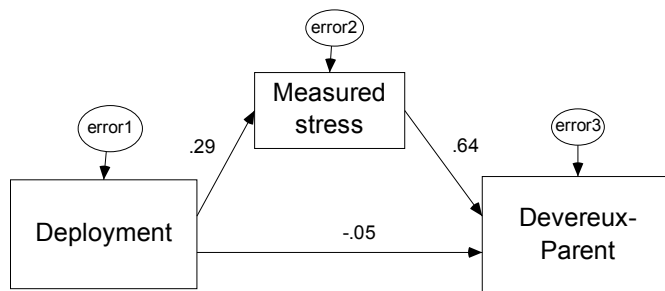 error2
Measured
stress
error1
error3
.29
.64
Deployment
-.05
Devereux-
Parent